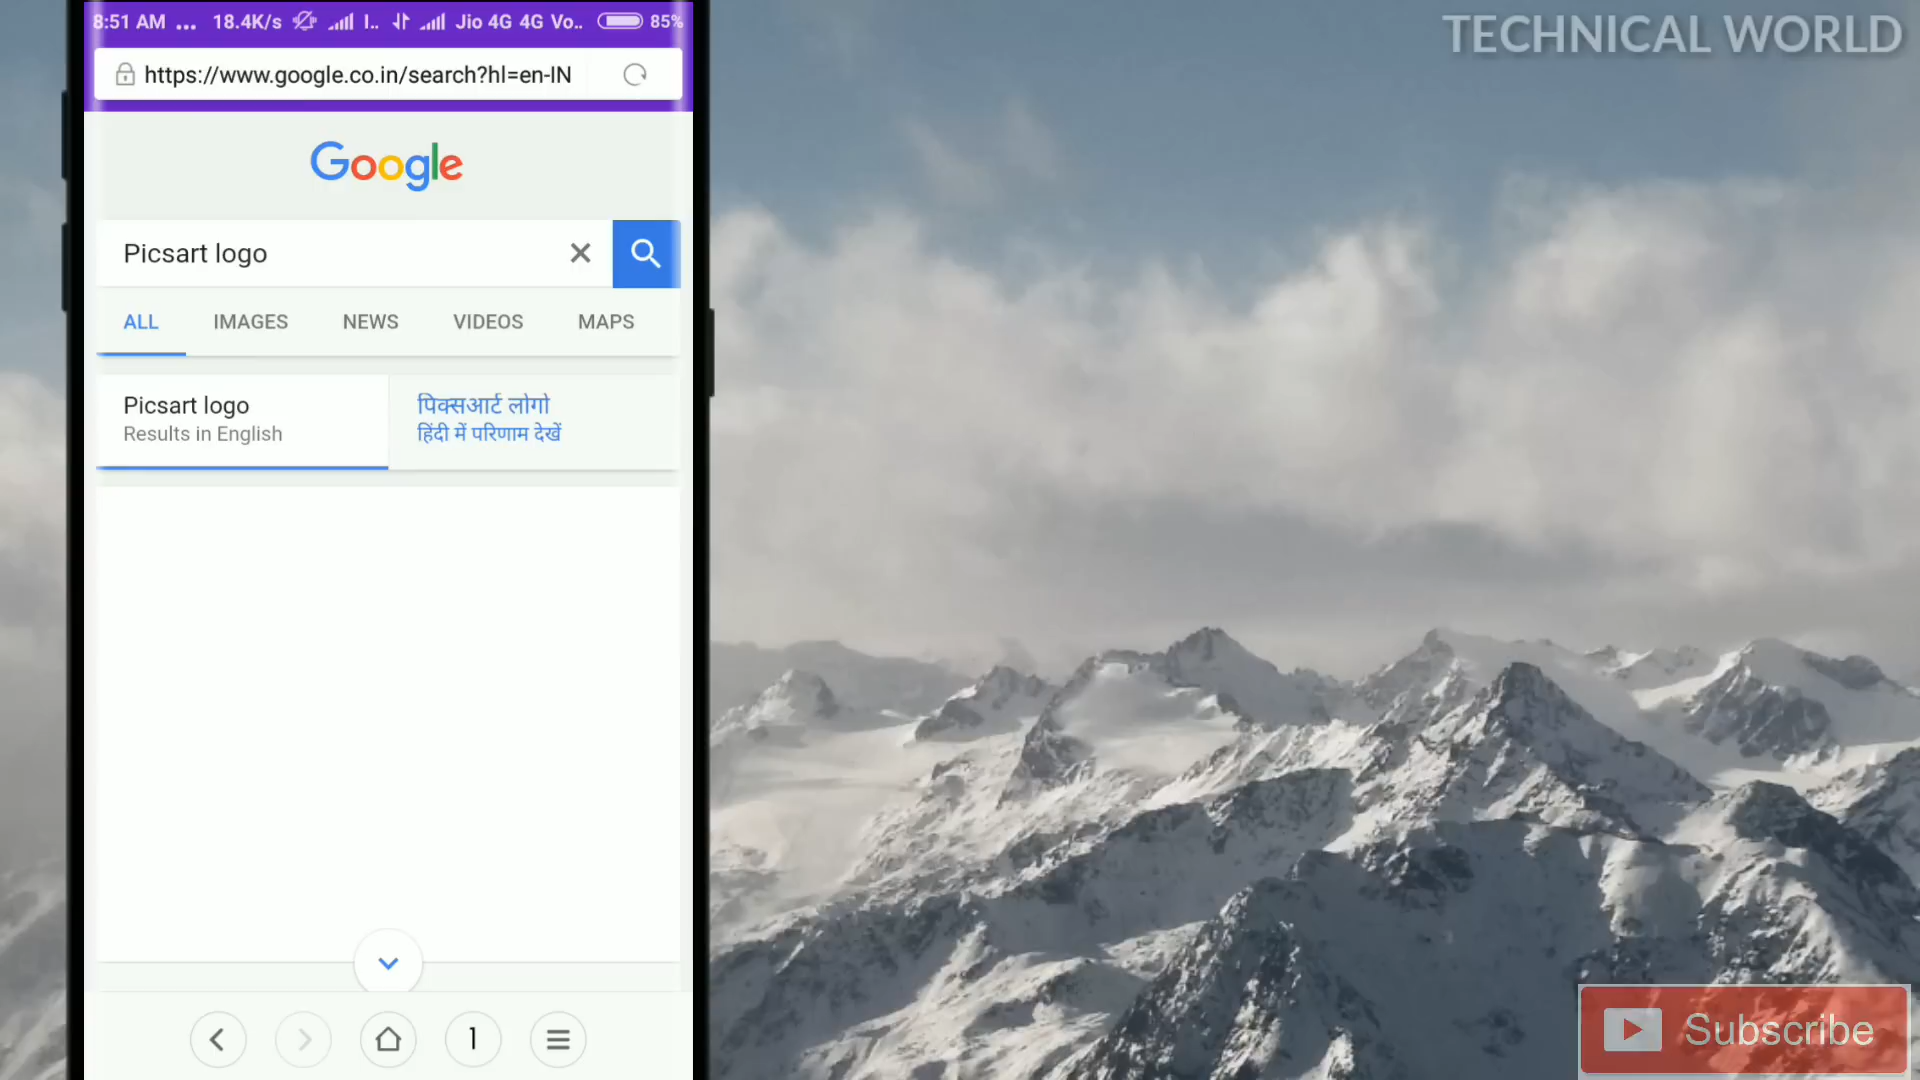 8:51 AM ... 18.4K/s I.. Jio 4G 4G Vo.. 85%
TECHNICAL WORLD
https://www.google.co.in/search?hl=en-IN
Google
Picsart logo
ALL IMAGES NEWS VIDEOS MAPS
Picsart logo
Results in English
पिक्सआर्ट लोगो
हिंदी में परिणाम देखें
1
Subscribe